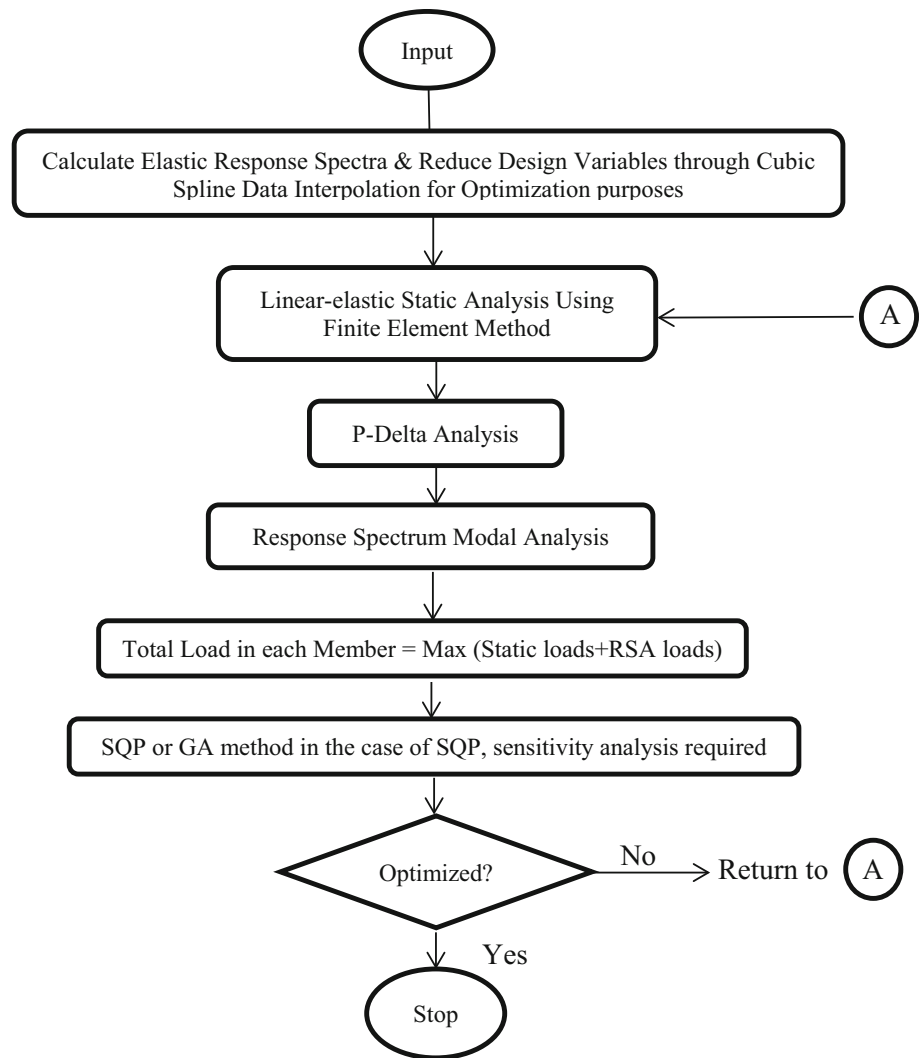 Input
Calculate Elastic Response Spectra & Reduce Design Variables through Cubic
Spline Data Interpolation for Optimization purposes
Linear-elastic Static Analysis Using
Finite Element Method
A
P-Delta Analysis
Response Spectrum Modal Analysis
Total Load in each Member = Max (Static loads+RSA loads)
SQP or GA method in the case of SQP, sensitivity analysis required
Optimized?
No
Return to
A
Yes
Stop